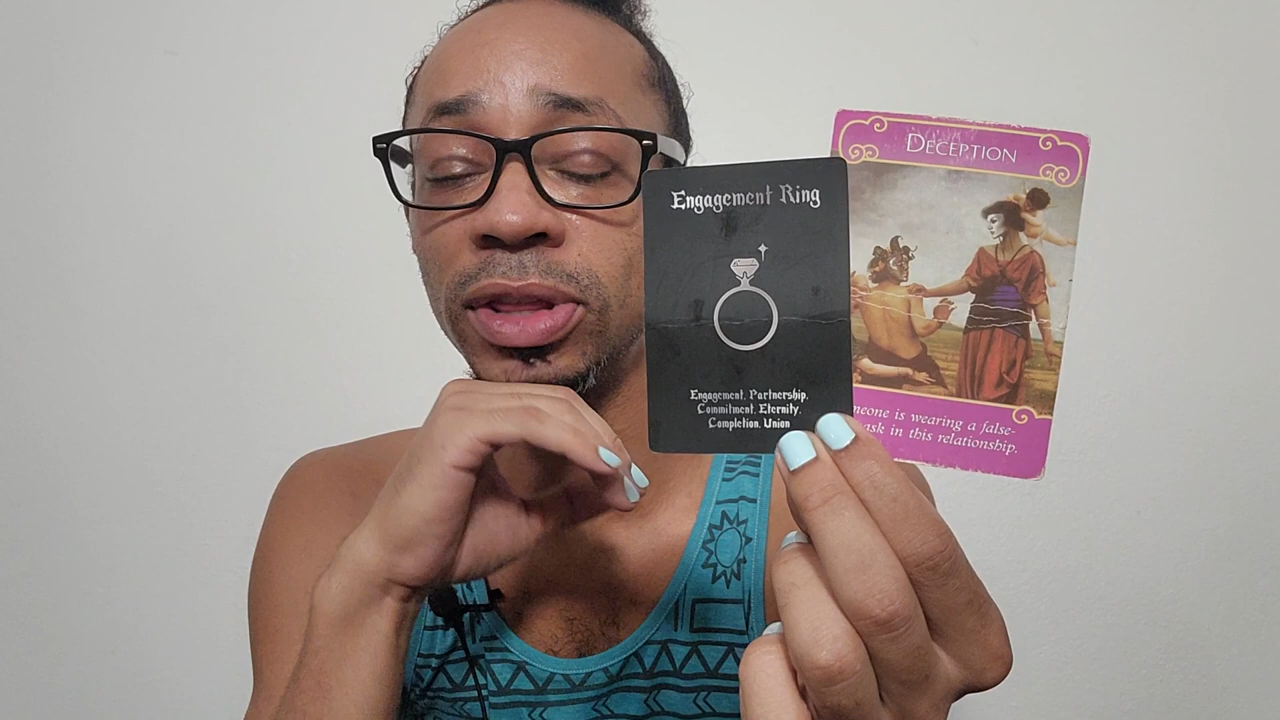 Engagement Ring
Engagement, Partnership,
Commitment, Eternity,
Completion, Union
DECEPTION
meone is wearing a false-
ask in this relationship.